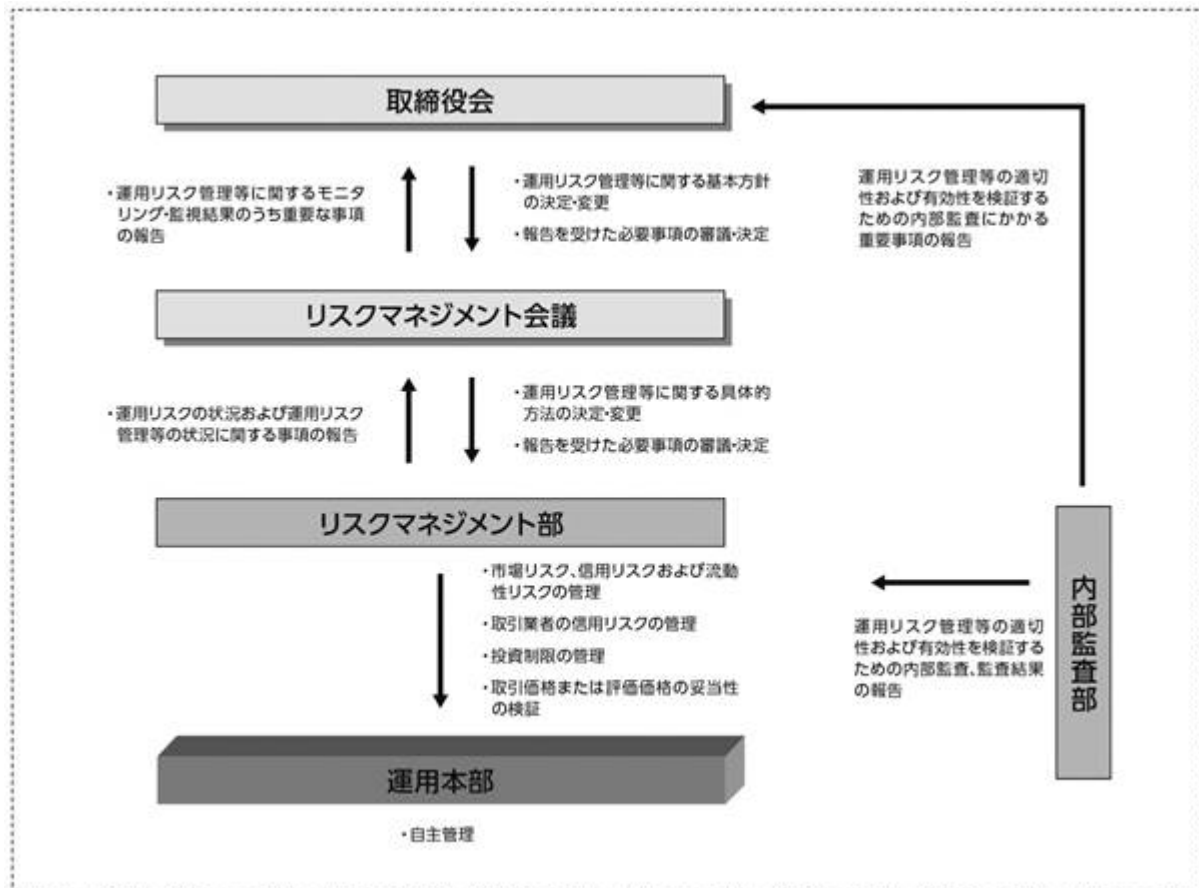 取締役会
・運用リスク管理等に関するモニタ
リング・監視結果のうち重要な事項
の報告
・運用リスク管理等に関する基本方針
の決定・変更
・報告を受けた必要事項の審議・決定
運用リスク管理等の適切
性および有効性を検証する
ための内部監査にかかる
重要事項の報告
リスクマネジメント会議
・運用リスクの状況および運用リスク
管理等の状況に関する事項の報告
・運用リスク管理等に関する具体的
方法の決定・変更
・報告を受けた必要事項の審議・決定
リスクマネジメント部
・市場リスク、信用リスクおよび流動
性リスクの管理
・取引業者の信用リスクの管理
・投資制限の管理
・取引価格または評価価格の妥当性
の検証
運用リスク管理等の適切
性および有効性を検証する
ための内部監査、監査結果
の報告
内部監査部
運用本部
・自主管理